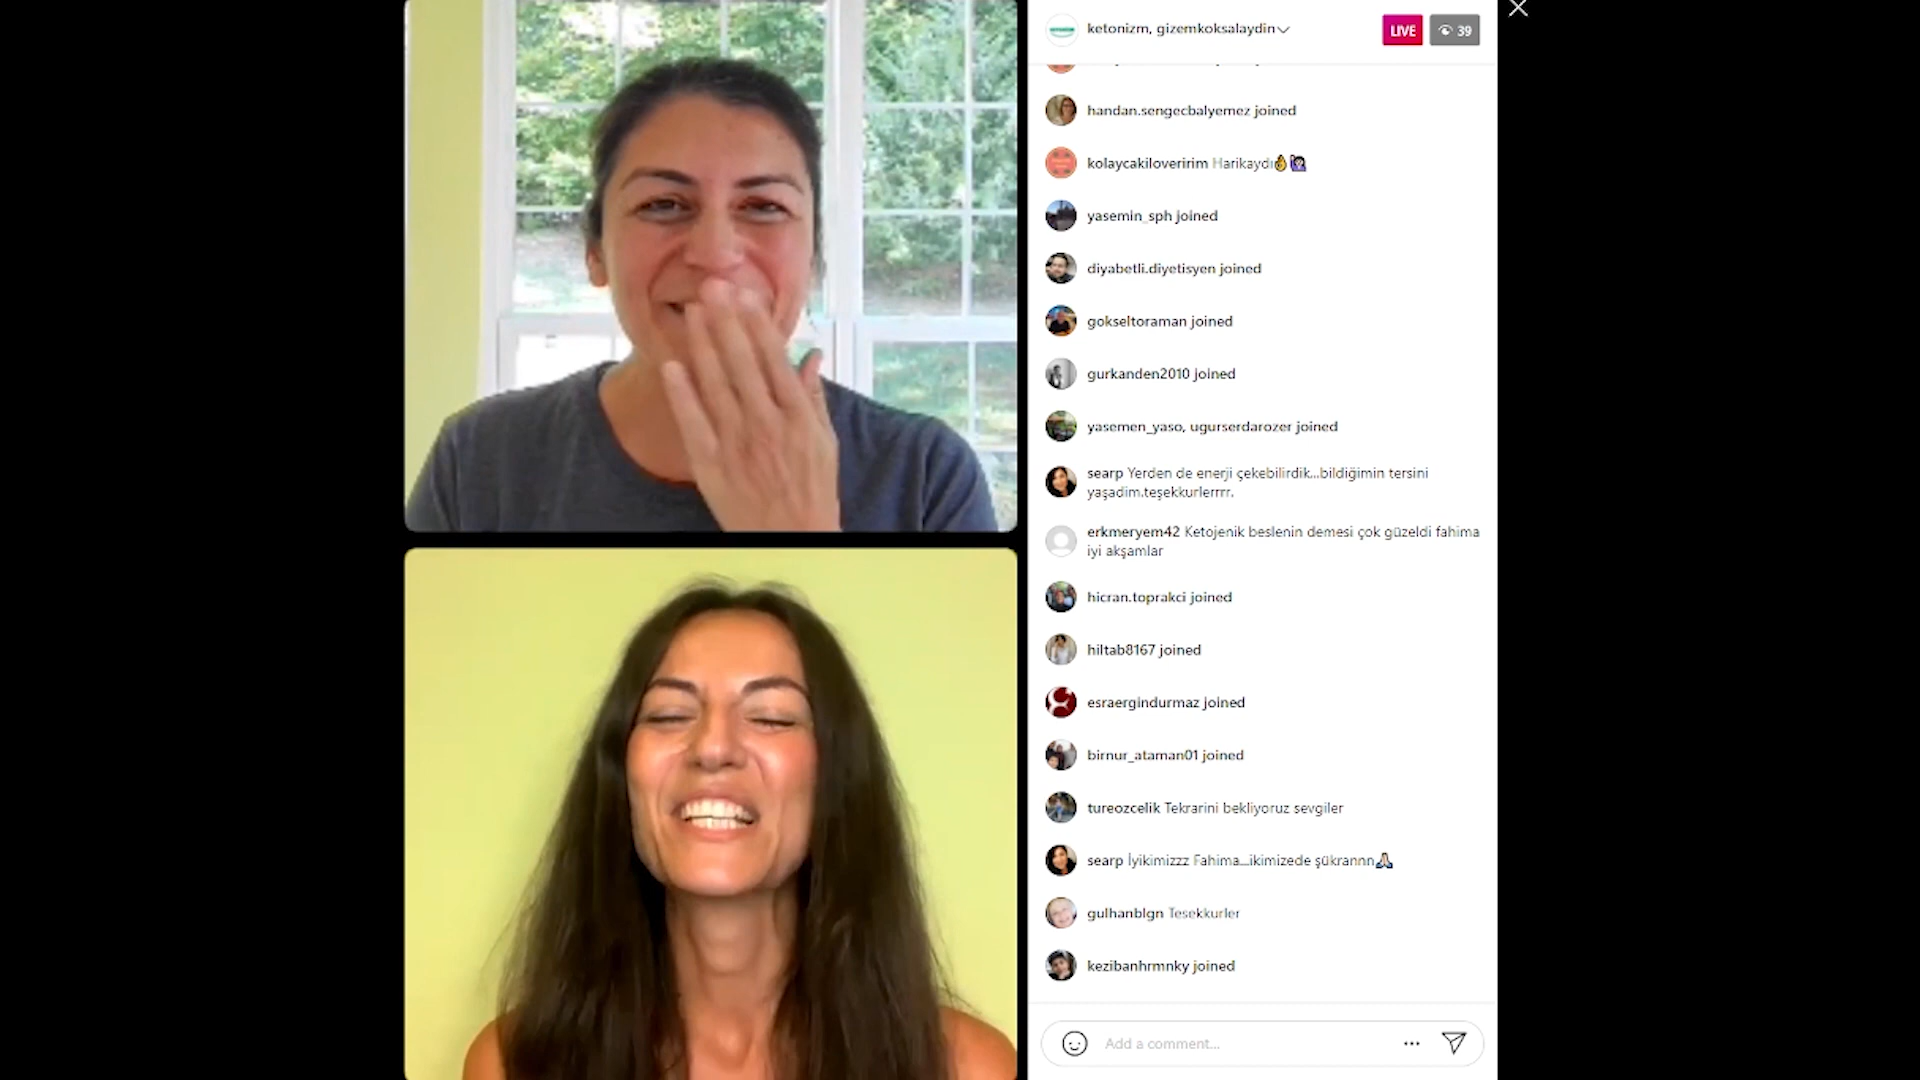 ketonizm, gizemkoksalaydin
LIVE
39
handan.sengecbalyemez joined
kolaycakiloveririm Harikaydı👌🙋🏻‍♀️
yasemin_sph joined
diyabetli.diyetisyen joined
gokseltoraman joined
gurkanden2010 joined
yasemen_yaso, ugurserdarozer joined
searp Yerden de enerji çekebilirdik...bildiğimin tersini
yaşadim.teşekkurlerrrr.
erkmeryem42 Ketojenik beslenin demesi çok güzeldi fahima
iyi akşamlar
hicran.toprakci joined
hiltab8167 joined
esraergindurmaz joined
birnur_ataman01 joined
tureozcelik Tekrarini bekliyoruz sevgiler
searp İyikimizzz Fahima...ikimizede şükrannn🙏🏻
gulhanblgn Tesekkurler
kezibanhrmnky joined
Add a comment...